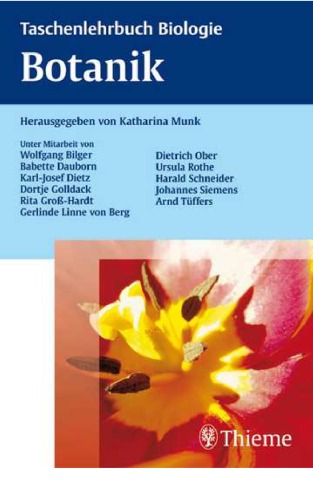 Taschenlehrbuch Biologie
Botanik
Herausgegeben von Katharina Munk
Unter Mitarbeit von
Wolfgang Bilger
Babette Dauborn
Karl-Josef Dietz
Dortje Golldack
Rita Groß-Hardt
Gerlinde Linne von Berg
Dietrich Ober
Ursula Rothe
Harald Schneider
Johannes Siemens
Arnd Tüffers
Thieme